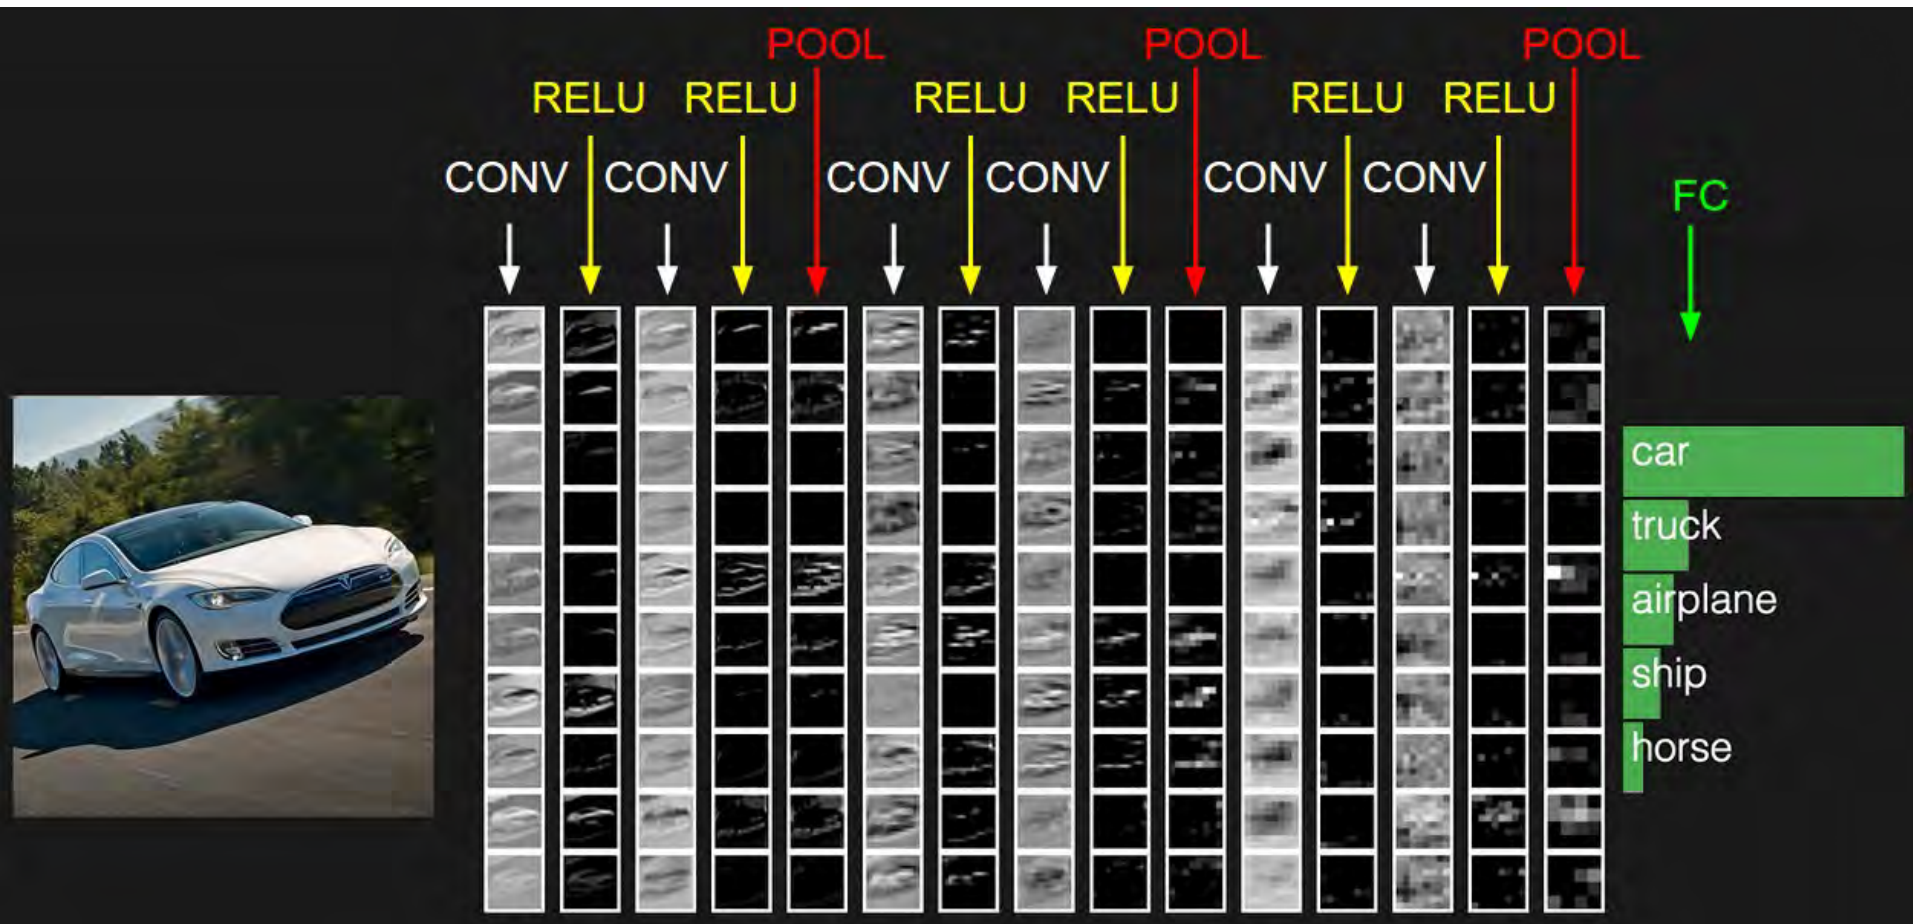 POOL POOL POOL
RELU RELU RELU RELU RELU RELU
CONV CONV CONV CONV CONV CONV
FC
car
truck
airplane
ship
horse